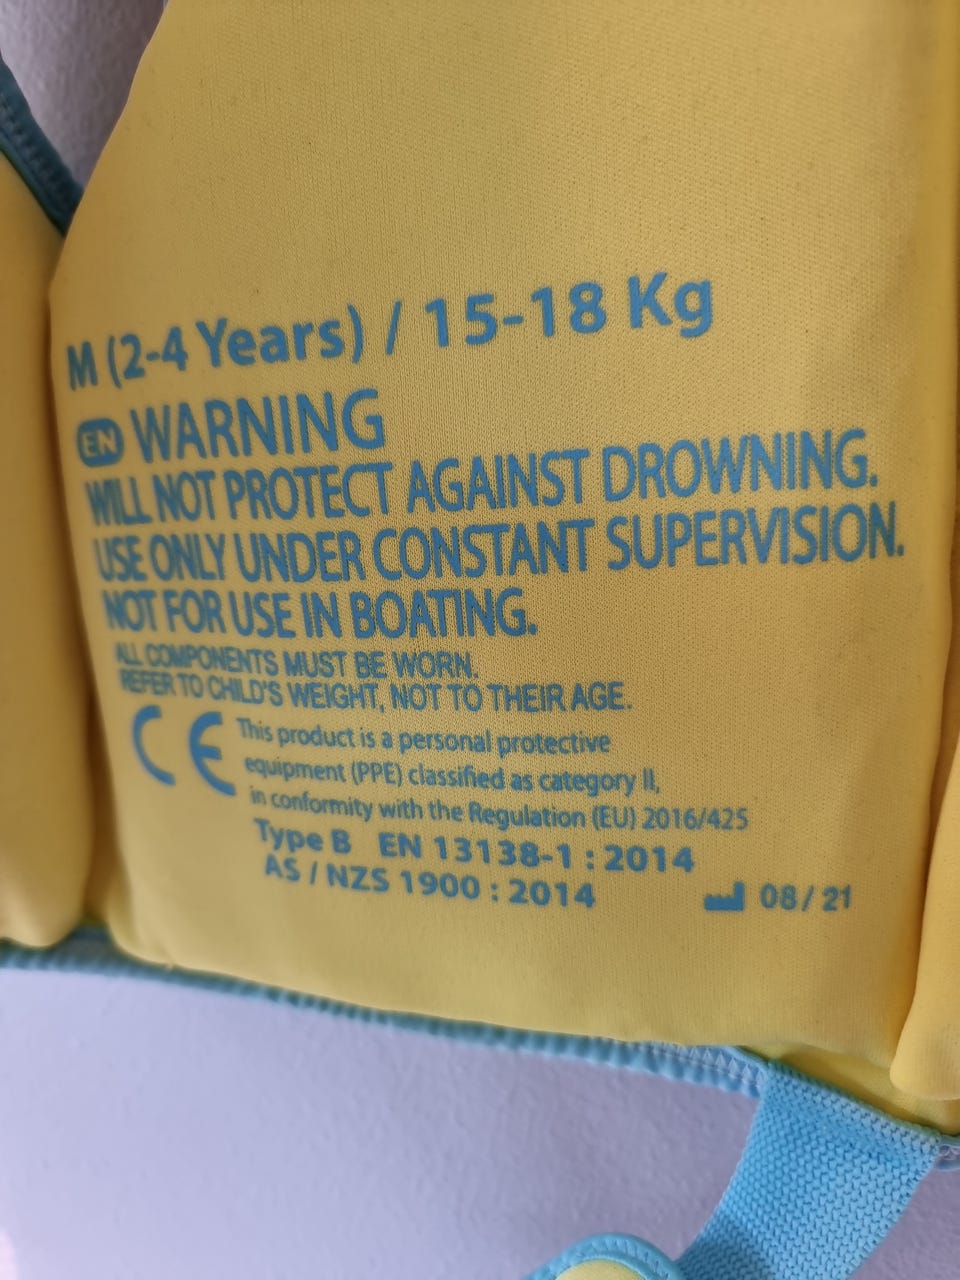 M (2-4 Years) / 15-18 Kg
EN WARNING
WILL NOT PROTECT AGAINST DROWNING.
USE ONLY UNDER CONSTANT SUPERVISION.
NOT FOR USE IN BOATING.
ALL COMPONENTS MUST BE WORN.
REFER TO CHILD'S WEIGHT, NOT TO THEIR AGE.
CE
This product is a personal protective
equipment (PPE) classified as category II,
in conformity with the Regulation (EU) 2016/425
Type B EN 13138-1 : 2014
AS / NZS 1900 : 2014
08 / 21